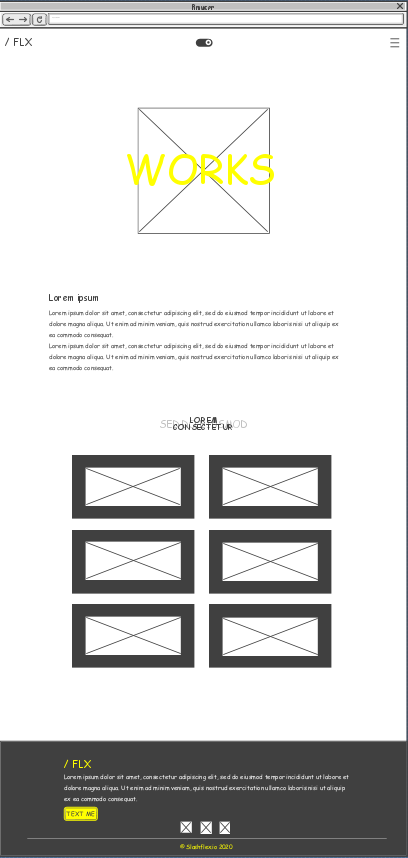 Browser
/ FLX
WORKS
Lorem ipsum
Lorem ipsum dolor sit amet, consectetur adipiscing elit, sed do eiusmod tempor incididunt ut labore et
dolore magna aliqua. Ut enim ad minim veniam, quis nostrud exercitation ullamco laboris nisi ut aliquip ex
ea commodo consequat.
Lorem ipsum dolor sit amet, consectetur adipiscing elit, sed do eiusmod tempor incididunt ut labore et
dolore magna aliqua. Ut enim ad minim veniam, quis nostrud exercitation ullamco laboris nisi ut aliquip ex
ea commodo consequat.
LOREM
CONSECTETUR
/ FLX
Lorem ipsum dolor sit amet, consectetur adipiscing elit, sed do eiusmod tempor incididunt ut labore et
dolore magna aliqua. Ut enim ad minim veniam, quis nostrud exercitation ullamco laboris nisi ut aliquip
ex ea commodo consequat.
TEXT ME
© Slashflex.io 2020